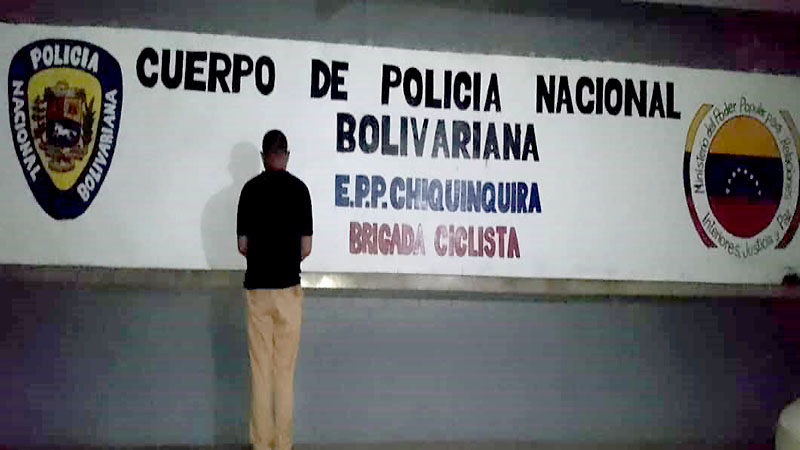 POLICIA
NACIONAL
BOLIVARIANA
CUERPO DE POLICIA NACIONAL
BOLIVARIANA
E.P.P. CHIQUINQUIRA
BRIGADA CICLISTA
Ministerio del Poder Popular para Relaciones
Interiores, Justicia y Paz